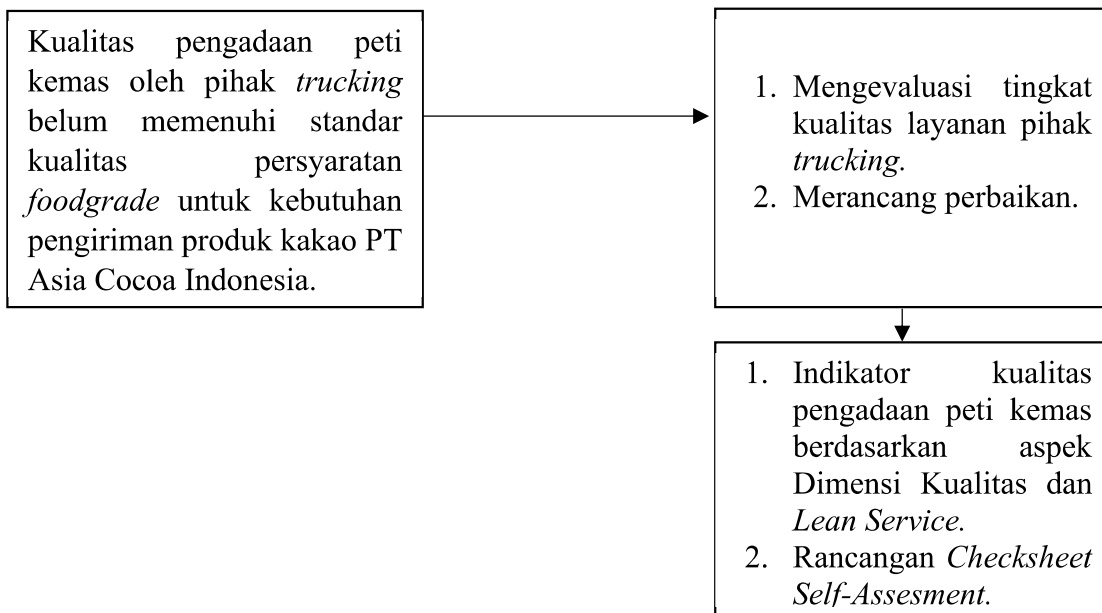 Kualitas pengadaan peti
kemas oleh pihak trucking
belum memenuhi standar
kualitas persyaratan
foodgrade untuk kebutuhan
pengiriman produk kakao PT
Asia Cocoa Indonesia.
1. Mengevaluasi tingkat
kualitas layanan pihak
trucking.
2. Merancang perbaikan.
1. Indikator kualitas
pengadaan peti kemas
berdasarkan aspek
Dimensi Kualitas dan
Lean Service.
2. Rancangan Checksheet
Self-Assesment.